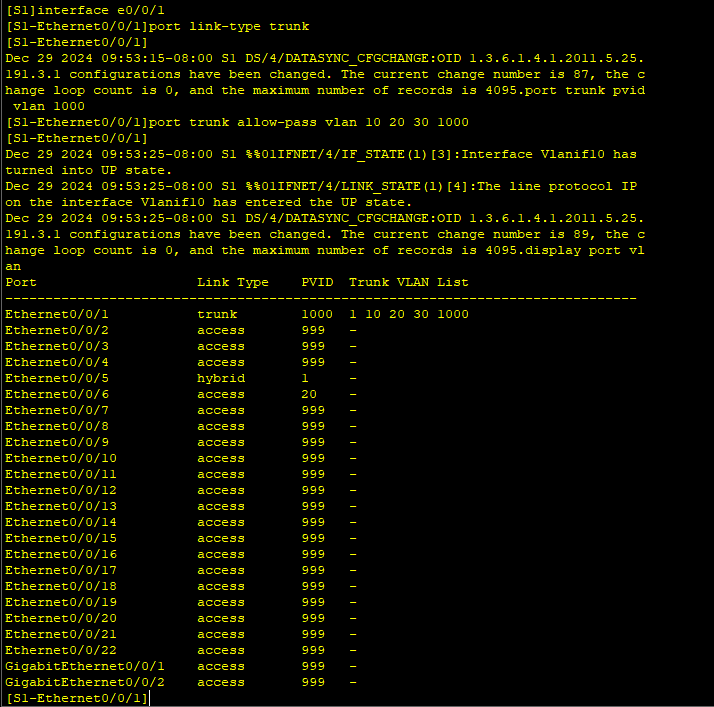 [S1]interface e0/0/1
[S1-Ethernet0/0/1]port link-type trunk
[S1-Ethernet0/0/1]
Dec 29 2024 09:53:15-08:00 S1 DS/4/DATASYNC_CFGCHANGE:OID 1.3.6.1.4.1.2011.5.25.
191.3.1 configurations have been changed. The current change number is 87, the c
hange loop count is 0, and the maximum number of records is 4095.port trunk pvid
 vlan 1000
[S1-Ethernet0/0/1]port trunk allow-pass vlan 10 20 30 1000
[S1-Ethernet0/0/1]
Dec 29 2024 09:53:25-08:00 S1 %%01IFNET/4/IF_STATE(l)[3]:Interface Vlanif10 has
turned into UP state.
Dec 29 2024 09:53:25-08:00 S1 %%01IFNET/4/LINK_STATE(l)[4]:The line protocol IP
on the interface Vlanif10 has entered the UP state.
Dec 29 2024 09:53:25-08:00 S1 DS/4/DATASYNC_CFGCHANGE:OID 1.3.6.1.4.1.2011.5.25.
191.3.1 configurations have been changed. The current change number is 89, the c
hange loop count is 0, and the maximum number of records is 4095.display port vl
an
Port                    Link Type    PVID  Trunk VLAN List
-------------------------------------------------------------------------------
Ethernet0/0/1           trunk        1000  1 10 20 30 1000
Ethernet0/0/2           access       999   -
Ethernet0/0/3           access       999   -
Ethernet0/0/4           access       999   -
Ethernet0/0/5           hybrid       1     -
Ethernet0/0/6           access       20    -
Ethernet0/0/7           access       999   -
Ethernet0/0/8           access       999   -
Ethernet0/0/9           access       999   -
Ethernet0/0/10          access       999   -
Ethernet0/0/11          access       999   -
Ethernet0/0/12          access       999   -
Ethernet0/0/13          access       999   -
Ethernet0/0/14          access       999   -
Ethernet0/0/15          access       999   -
Ethernet0/0/16          access       999   -
Ethernet0/0/17          access       999   -
Ethernet0/0/18          access       999   -
Ethernet0/0/19          access       999   -
Ethernet0/0/20          access       999   -
Ethernet0/0/21          access       999   -
Ethernet0/0/22          access       999   -
GigabitEthernet0/0/1    access       999   -
GigabitEthernet0/0/2    access       999   -
[S1-Ethernet0/0/1]